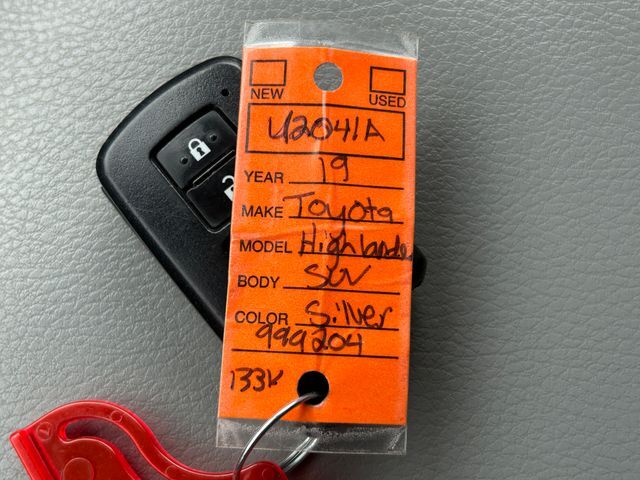 NEW USED
U2041A
YEAR 19
MAKE Toyota
MODEL Highlander
BODY SUV
COLOR Silver
999204
133K